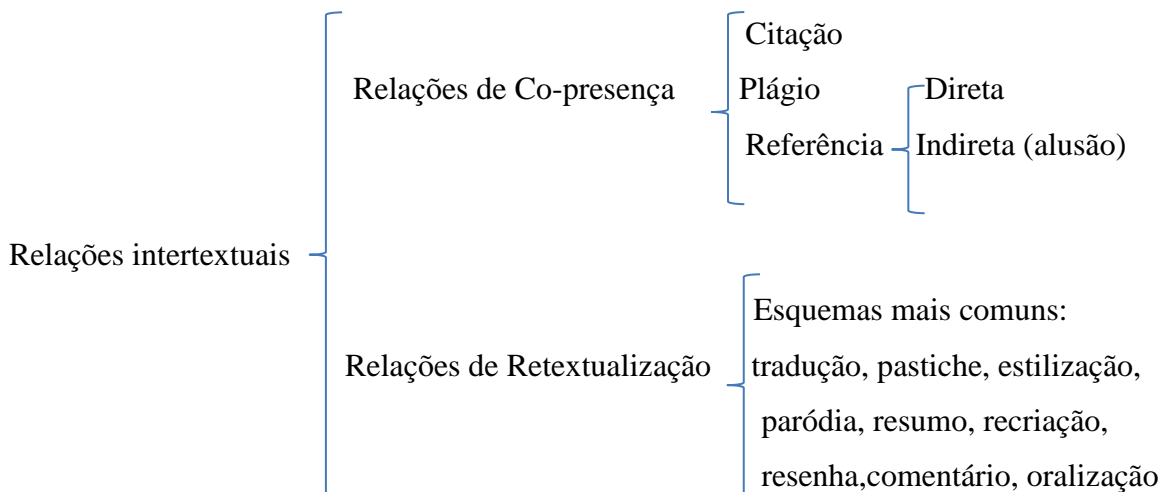 Citação
Relações de Co-presença Plágio Direta
Referência Indireta (alusão)
Relações intertextuais
Esquemas mais comuns:
Relações de Retextualização tradução, pastiche, estilização,
paródia, resumo, recriação,
resenha,comentário, oralização